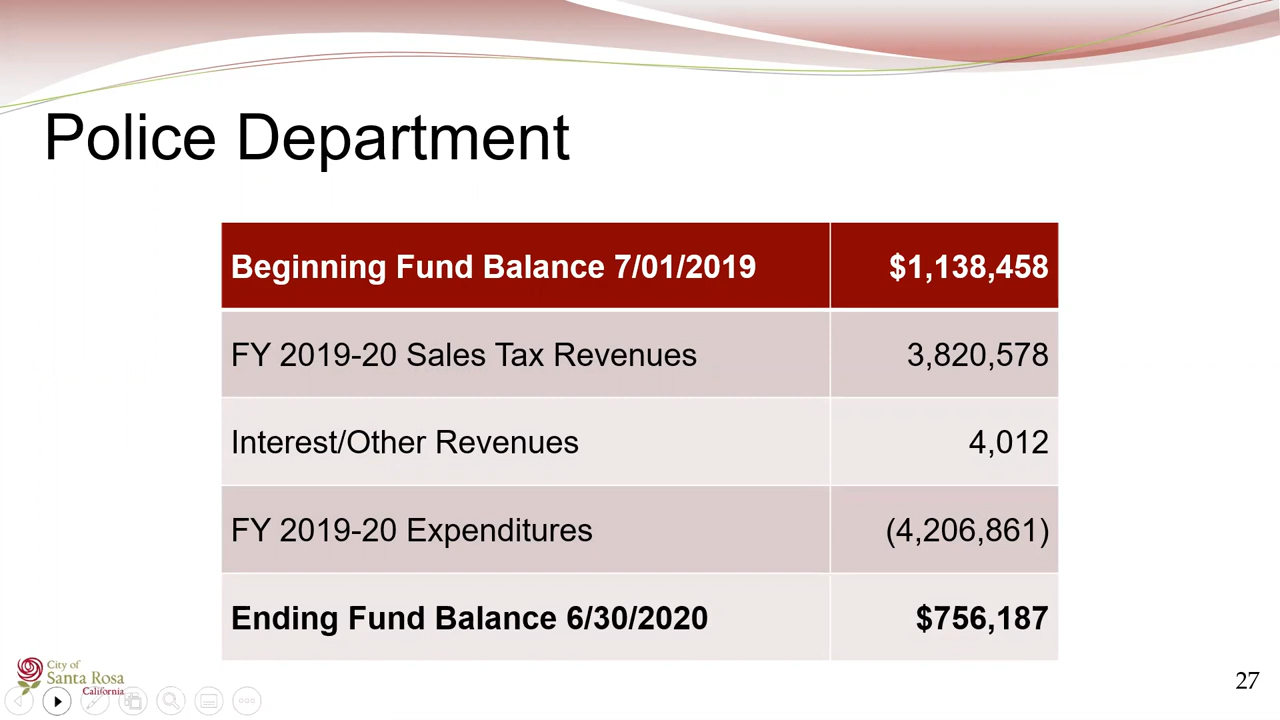 Police Department
Beginning Fund Balance 7/01/2019 $1,138,458
FY 2019-20 Sales Tax Revenues 3,820,578
Interest/Other Revenues 4,012
FY 2019-20 Expenditures (4,206,861)
Ending Fund Balance 6/30/2020 $756,187
City of
Santa Rosa
California
27